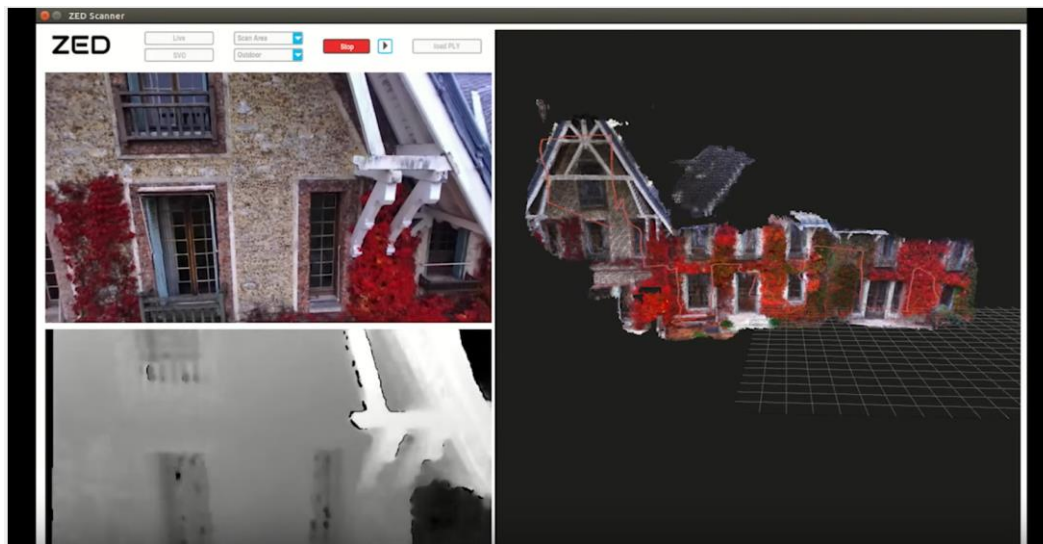 ZED Scanner
ZED
Live
Scan Area
Stop
load PLY
SVO
Outdoor